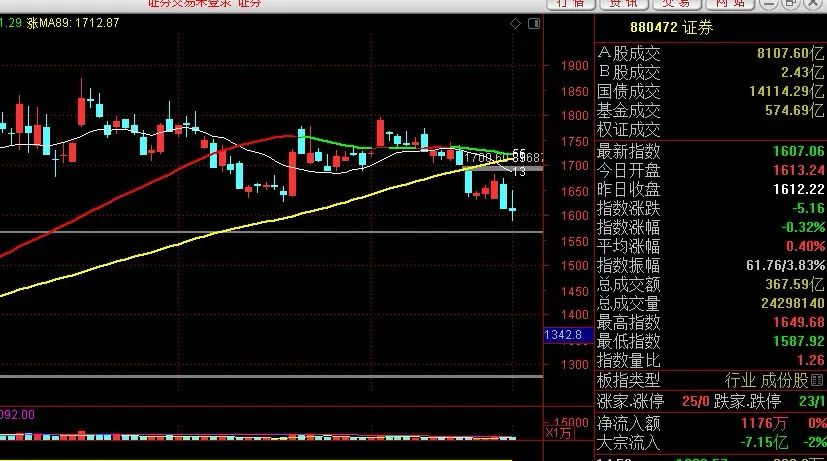 证券交易未登录 证券
行情 资讯 交易 网站
1.29 涨MA89: 1712.87
1900
1850
1800
1750
1700
1650
1600
1550
1500
1450
1400
1342.8
1300
55
13
092.00
15000
X1万
880472 证券
A股成交 8107.60亿
B股成交 2.43亿
国债成交 14114.29亿
基金成交 574.69亿
权证成交
最新指数 1607.06
今日开盘 1613.24
昨日收盘 1612.22
指数涨跌 -5.16
指数涨幅 -0.32%
平均涨幅 0.40%
指数振幅 61.76/3.83%
总成交额 367.59亿
总成交量 24298140
最高指数 1649.68
最低指数 1587.92
指数量比 1.26
板指类型 行业 成份股
涨家.涨停 25/0 跌家.跌停 23/1
净流入额 1176万 0%
大宗流入 -7.15亿 -2%